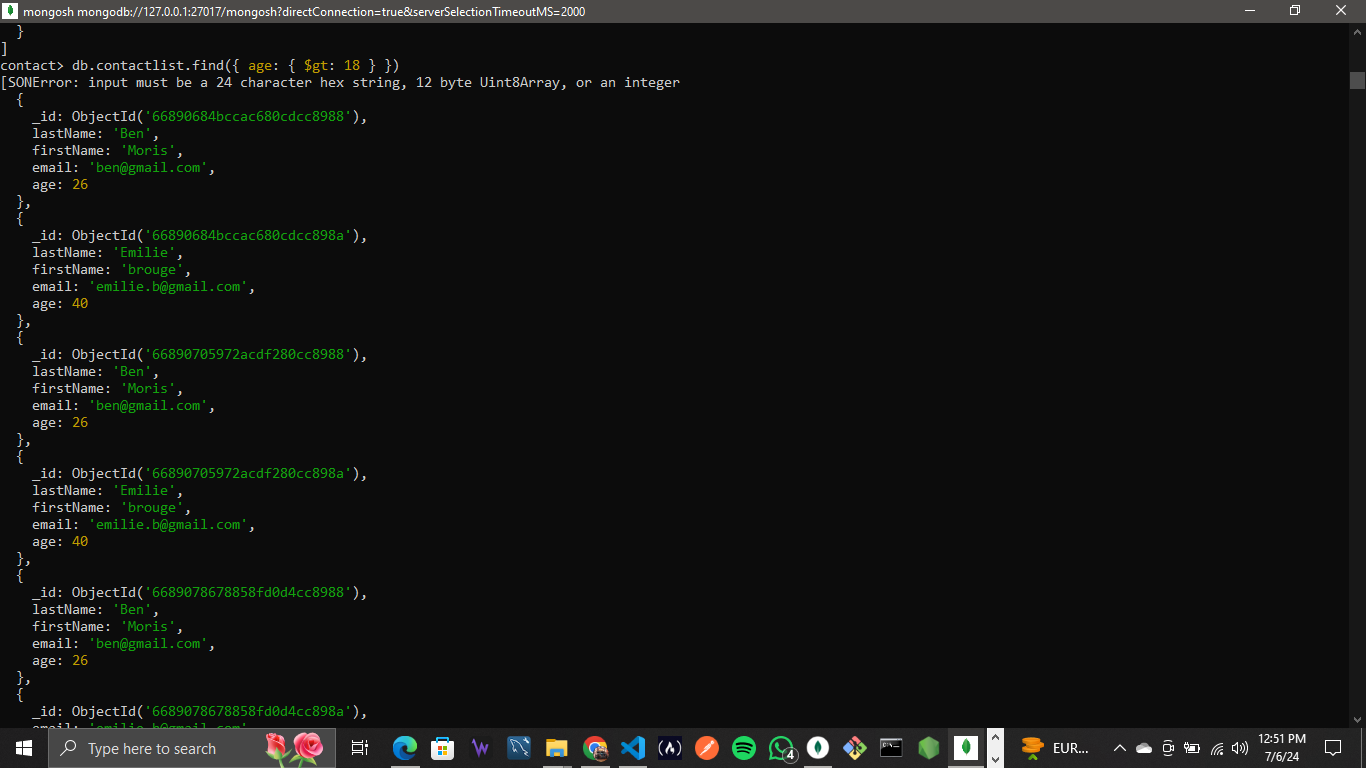 mongosh mongodb://127.0.0.1:27017/mongosh?directConnection=true&serverSelectionTimeoutMS=2000
  }
]
contact> db.contactlist.find({ age: { $gt: 18 } })
[SONError: input must be a 24 character hex string, 12 byte Uint8Array, or an integer
  {
    _id: ObjectId('66890684bccac680cdcc8988'),
    lastName: 'Ben',
    firstName: 'Moris',
    email: 'ben@gmail.com',
    age: 26
  },
  {
    _id: ObjectId('66890684bccac680cdcc898a'),
    lastName: 'Emilie',
    firstName: 'brouge',
    email: 'emilie.b@gmail.com',
    age: 40
  },
  {
    _id: ObjectId('66890705972acdf280cc8988'),
    lastName: 'Ben',
    firstName: 'Moris',
    email: 'ben@gmail.com',
    age: 26
  },
  {
    _id: ObjectId('66890705972acdf280cc898a'),
    lastName: 'Emilie',
    firstName: 'brouge',
    email: 'emilie.b@gmail.com',
    age: 40
  },
  {
    _id: ObjectId('6689078678858fd0d4cc8988'),
    lastName: 'Ben',
    firstName: 'Moris',
    email: 'ben@gmail.com',
    age: 26
  },
  {
    _id: ObjectId('6689078678858fd0d4cc898a'),
    email: 'emilie.b@gmail.com',
Type here to search
4
EUR...
12:51 PM
7/6/24